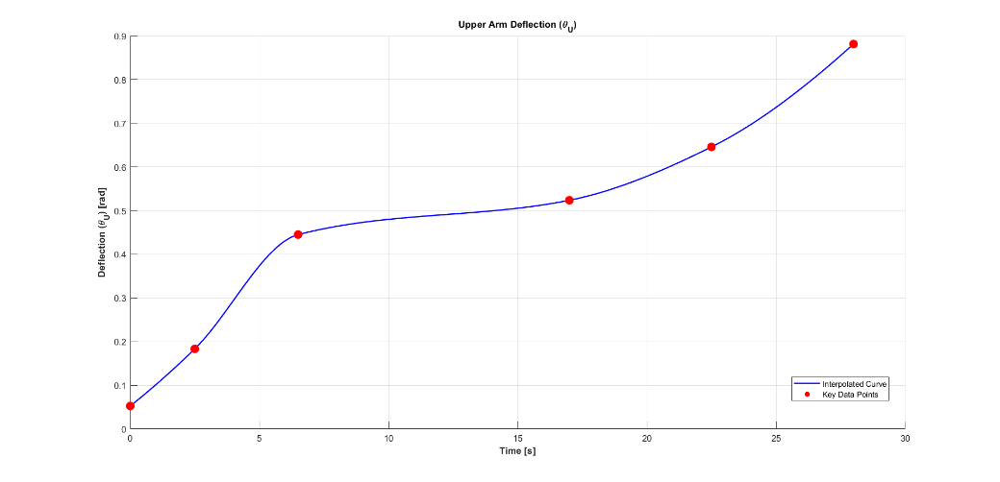 Upper Arm Deflection (θU)
Deflection (θU) [rad]
0.9
0.8
0.7
0.6
0.5
0.4
0.3
0.2
0.1
0
0 5 10 15 20 25 30
Time [s]
Interpolated Curve
Key Data Points